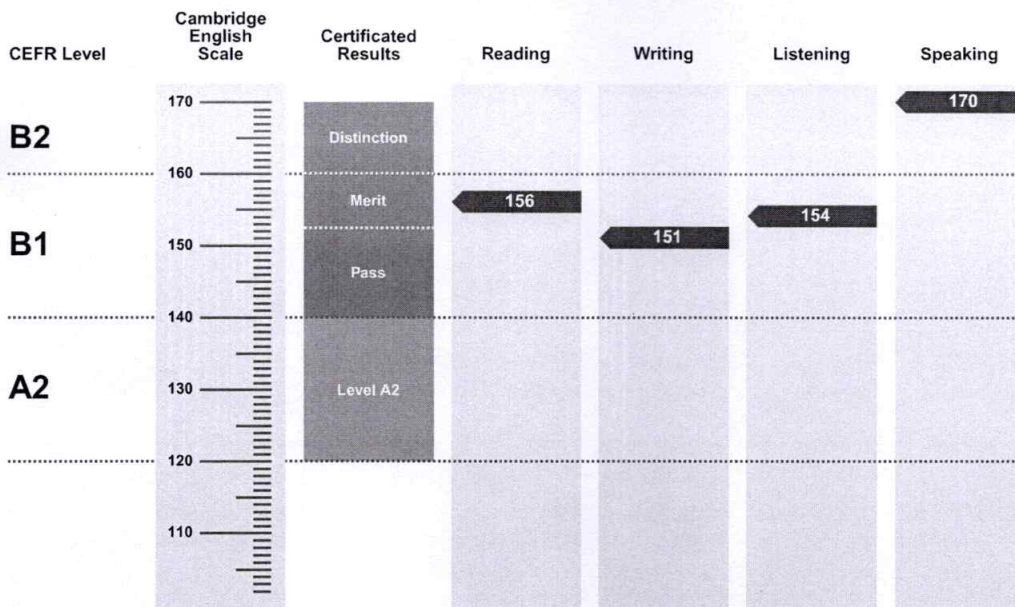 CEFR Level
Cambridge
English
Scale
Certificated
Results
Reading
Writing
Listening
Speaking
170
170
B2
Distinction
160
Merit
156
154
151
B1
150
Pass
140
A2
130
Level A2
120
110